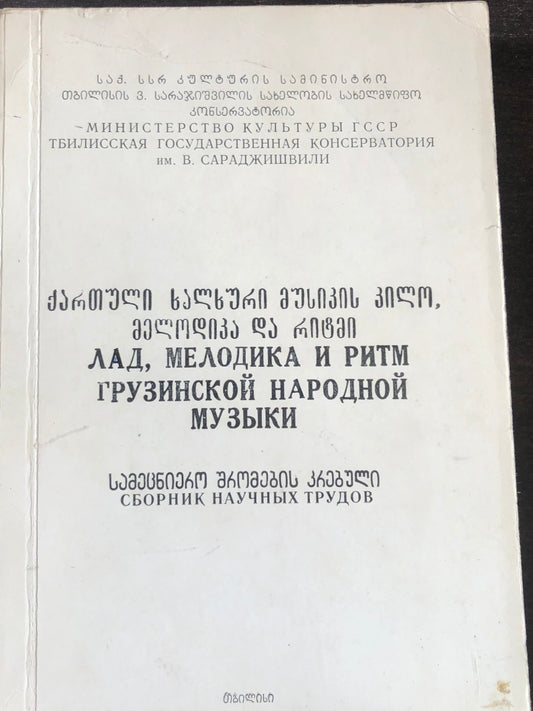 საქ. სსრ კულტურის სამინისტრო
თბილისის ვ. სარაჯიშვილის სახელობის სახელმწიფო
კონსერვატორია
МИНИСТЕРСТВО КУЛЬТУРЫ ГССР
ТБИЛИССКАЯ ГОСУДАРСТВЕННАЯ КОНСЕРВАТОРИЯ
им. В. САРАДЖИШВИЛИ
ქართული ხალხური მუსიკის კილო,
მელოდიკა და რიტმი
ЛАД, МЕЛОДИКА И РИТМ
ГРУЗИНСКОЙ НАРОДНОЙ
МУЗЫКИ
სამეცნიერო შრომების კრებული
СБОРНИК НАУЧНЫХ ТРУДОВ
თბილისი